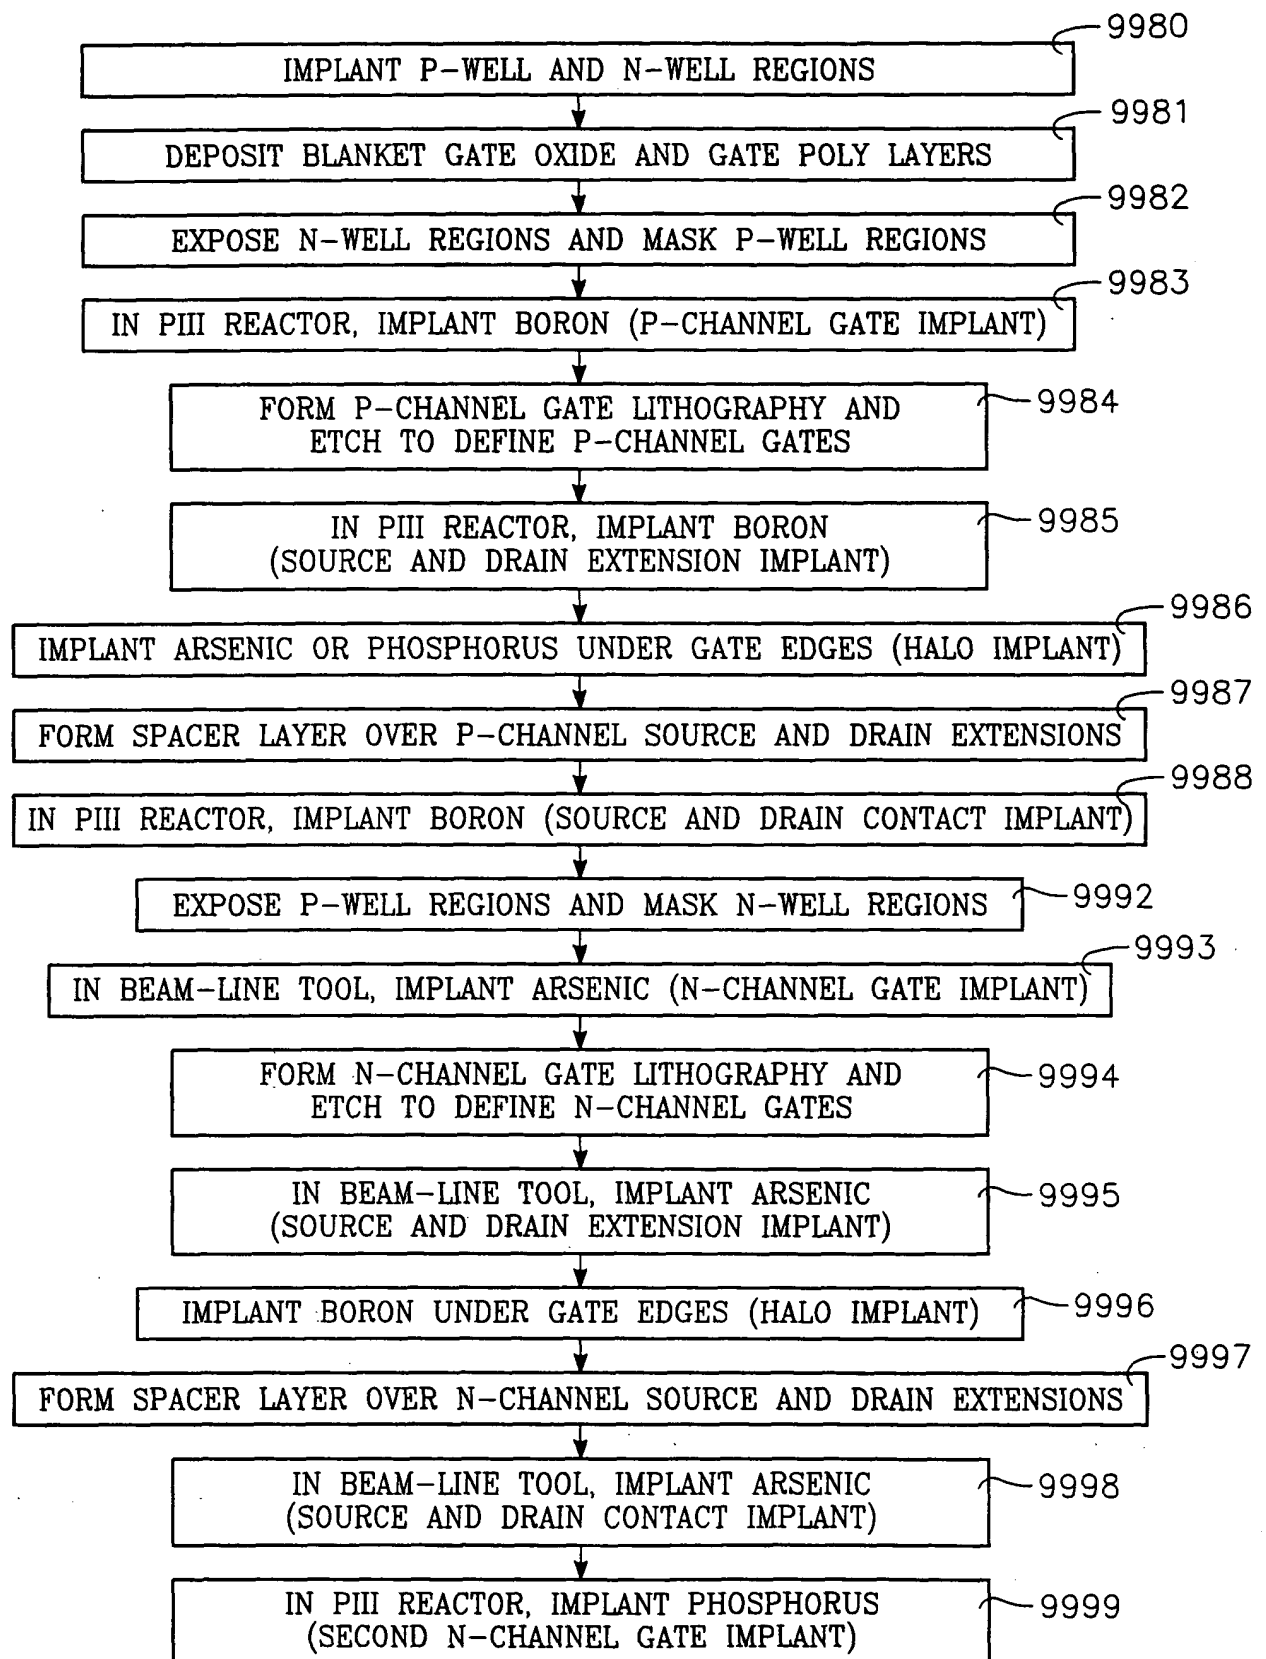 9980
IMPLANT P-WELL AND N-WELL REGIONS
9981
DEPOSIT BLANKET GATE OXIDE AND GATE POLY LAYERS
9982
EXPOSE N-WELL REGIONS AND MASK P-WELL REGIONS
9983
IN PIII REACTOR, IMPLANT BORON (P-CHANNEL GATE IMPLANT)
FORM P-CHANNEL GATE LITHOGRAPHY AND
ETCH TO DEFINE P-CHANNEL GATES
9984
IN PIII REACTOR, IMPLANT BORON
(SOURCE AND DRAIN EXTENSION IMPLANT)
9985
9986
IMPLANT ARSENIC OR PHOSPHORUS UNDER GATE EDGES (HALO IMPLANT)
9987
FORM SPACER LAYER OVER P-CHANNEL SOURCE AND DRAIN EXTENSIONS
9988
IN PIII REACTOR, IMPLANT BORON (SOURCE AND DRAIN CONTACT IMPLANT)
EXPOSE P-WELL REGIONS AND MASK N-WELL REGIONS
9992
9993
IN BEAM-LINE TOOL, IMPLANT ARSENIC (N-CHANNEL GATE IMPLANT)
FORM N-CHANNEL GATE LITHOGRAPHY AND
ETCH TO DEFINE N-CHANNEL GATES
9994
IN BEAM-LINE TOOL, IMPLANT ARSENIC
(SOURCE AND DRAIN EXTENSION IMPLANT)
9995
IMPLANT BORON UNDER GATE EDGES (HALO IMPLANT)
9996
9997
FORM SPACER LAYER OVER N-CHANNEL SOURCE AND DRAIN EXTENSIONS
IN BEAM-LINE TOOL, IMPLANT ARSENIC
(SOURCE AND DRAIN CONTACT IMPLANT)
9998
IN PIII REACTOR, IMPLANT PHOSPHORUS
(SECOND N-CHANNEL GATE IMPLANT)
9999